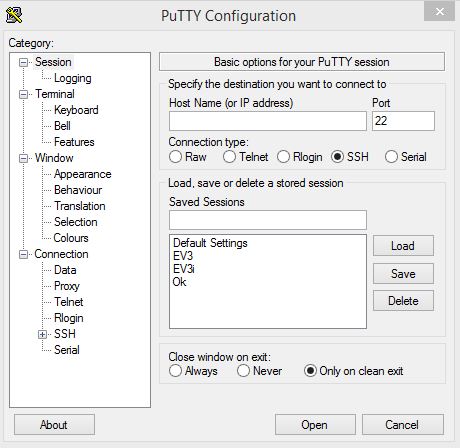 PuTTY Configuration
Category:
Session
Logging
Terminal
Keyboard
Bell
Features
Window
Appearance
Behaviour
Translation
Selection
Colours
Connection
Data
Proxy
Telnet
Rlogin
SSH
Serial
Basic options for your PuTTY session
Specify the destination you want to connect to
Host Name (or IP address) Port
22
Connection type:
Raw Telnet Rlogin SSH Serial
Load, save or delete a stored session
Saved Sessions
Default Settings
EV3
EV3i
Ok
Load
Save
Delete
Close window on exit:
Always Never Only on clean exit
About Open Cancel